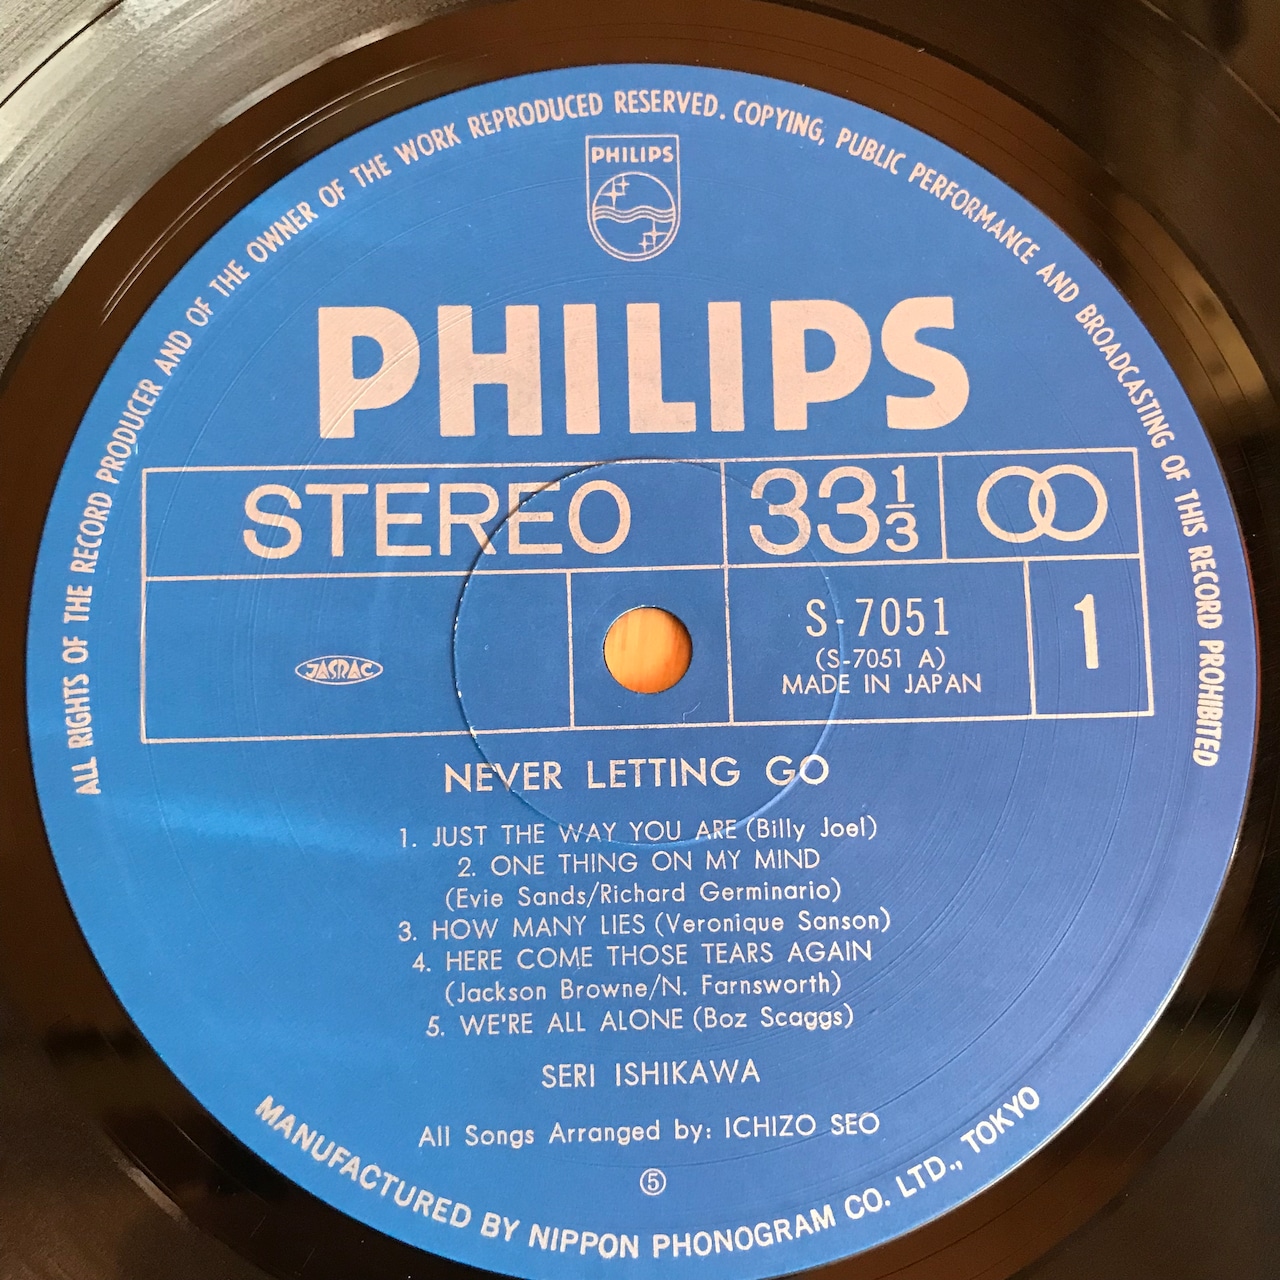 ALL RIGHTS OF THE RECORD PRODUCER AND OF THE OWNER OF THE WORK REPRODUCED RESERVED. COPYING, PUBLIC PERFORMANCE AND BROADCASTING OF THIS RECORD PROHIBITED
PHILIPS
PHILIPS
STEREO 33 1/3
S-7051
(S-7051 A)
MADE IN JAPAN
1
JASRAC
NEVER LETTING GO
1. JUST THE WAY YOU ARE (Billy Joel)
2. ONE THING ON MY MIND
(Evie Sands/Richard Germinario)
3. HOW MANY LIES (Veronique Sanson)
4. HERE COME THOSE TEARS AGAIN
(Jackson Browne/N. Farnsworth)
5. WE'RE ALL ALONE (Boz Scaggs)
SERI ISHIKAWA
All Songs Arranged by: ICHIZO SEO
⑤
MANUFACTURED BY NIPPON PHONOGRAM CO. LTD., TOKYO